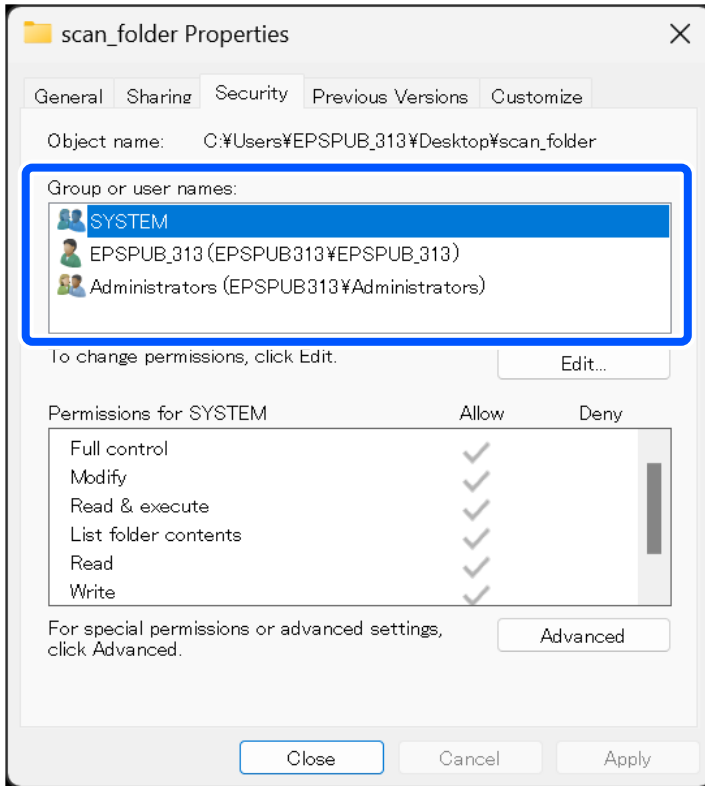 scan_folder Properties
General Sharing Security Previous Versions Customize
Object name: C:¥Users¥EPSPUB_313¥Desktop¥scan_folder
Group or user names:
SYSTEM
EPSPUB_313 (EPSPUB313¥EPSPUB_313)
Administrators (EPSPUB313¥Administrators)
To change permissions, click Edit.
Edit...
Permissions for SYSTEM Allow Deny
Full control
Modify
Read & execute
List folder contents
Read
Write
For special permissions or advanced settings,
click Advanced.
Advanced
Close Cancel Apply